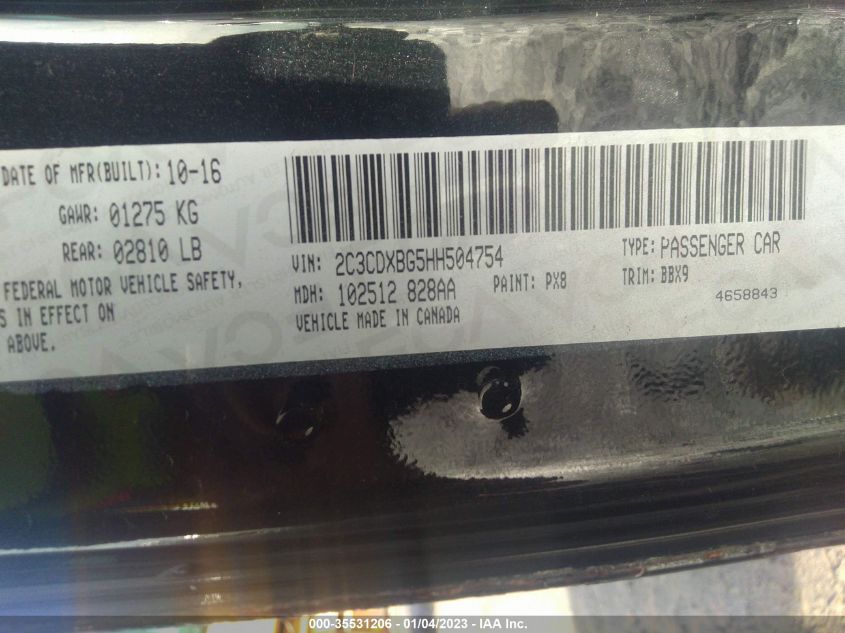 DATE OF MFR(BUILT): 10-16
GAWR: 01275 KG
REAR: 02810 LB
FEDERAL MOTOR VEHICLE SAFETY,
S IN EFFECT ON
ABOVE.
VIN: 2C3CDXBG5HH504754
TYPE: PASSENGER CAR
MDH: 102512 828AA
PAINT: PX8
TRIM: BBX9
VEHICLE MADE IN CANADA
4658843
000-35531206 - 01/04/2023 - IAA Inc.